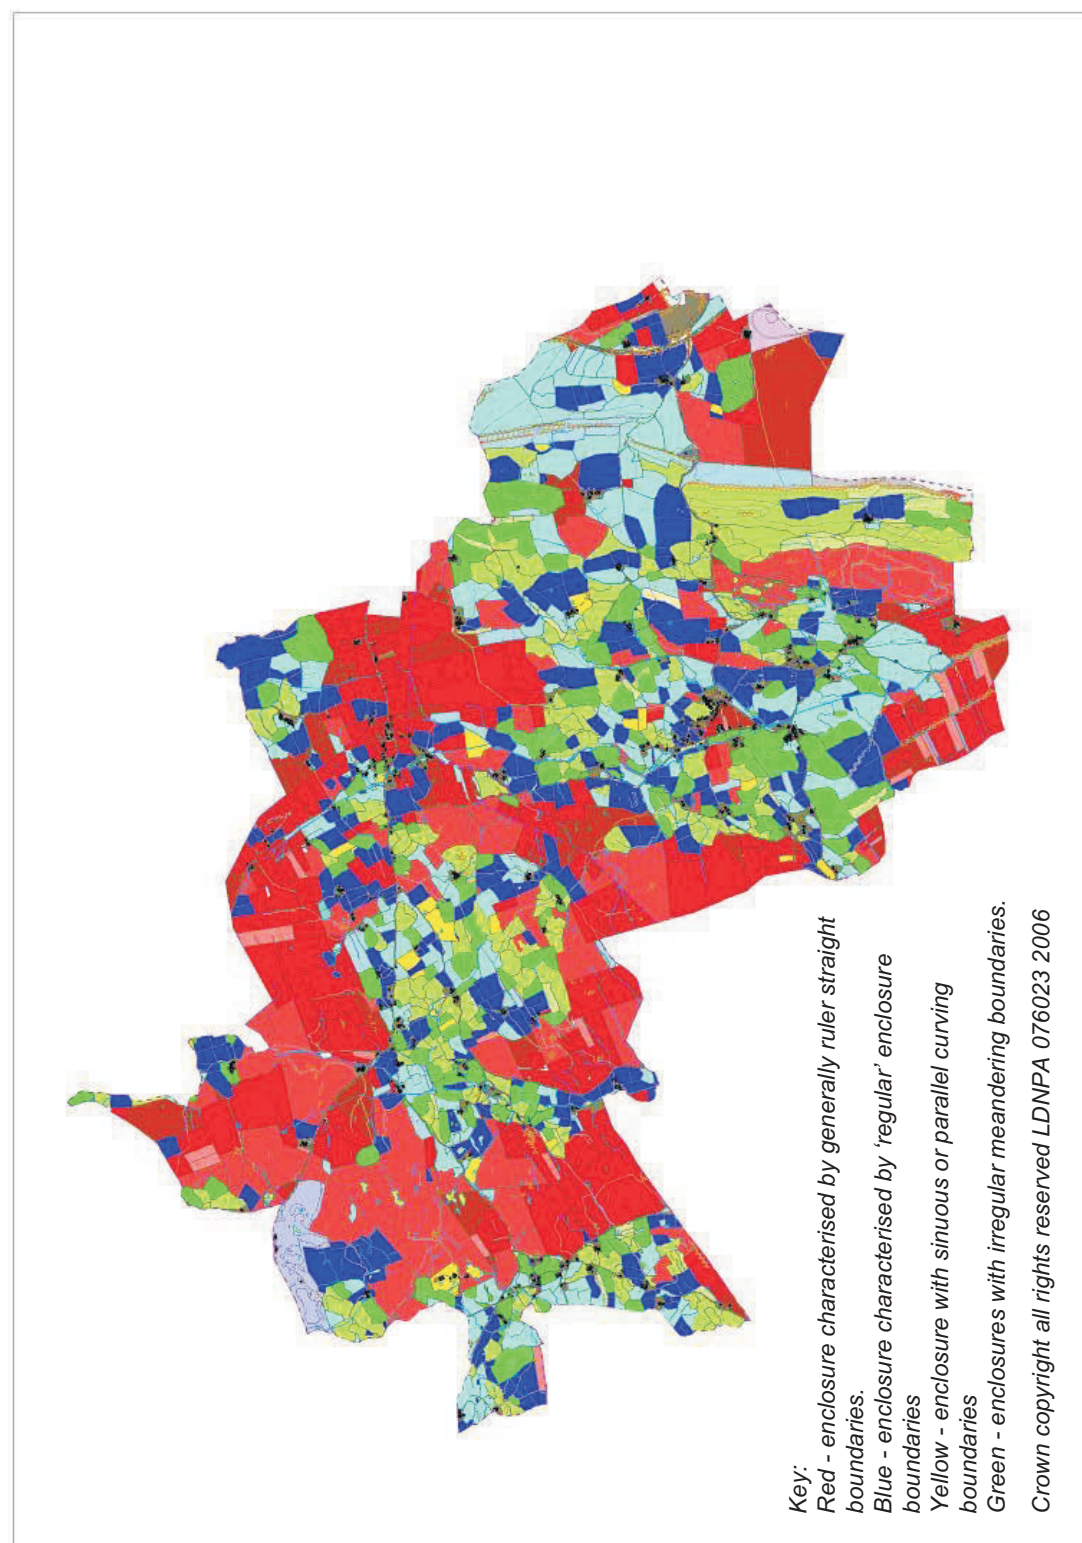 Key:
Red - enclosure characterised by generally ruler straight
boundaries.
Blue - enclosure characterised by ‘regular’ enclosure
boundaries
Yellow - enclosure with sinuous or parallel curving
boundaries
Green - enclosures with irregular meandering boundaries.
Crown copyright all rights reserved LDNPA 076023 2006